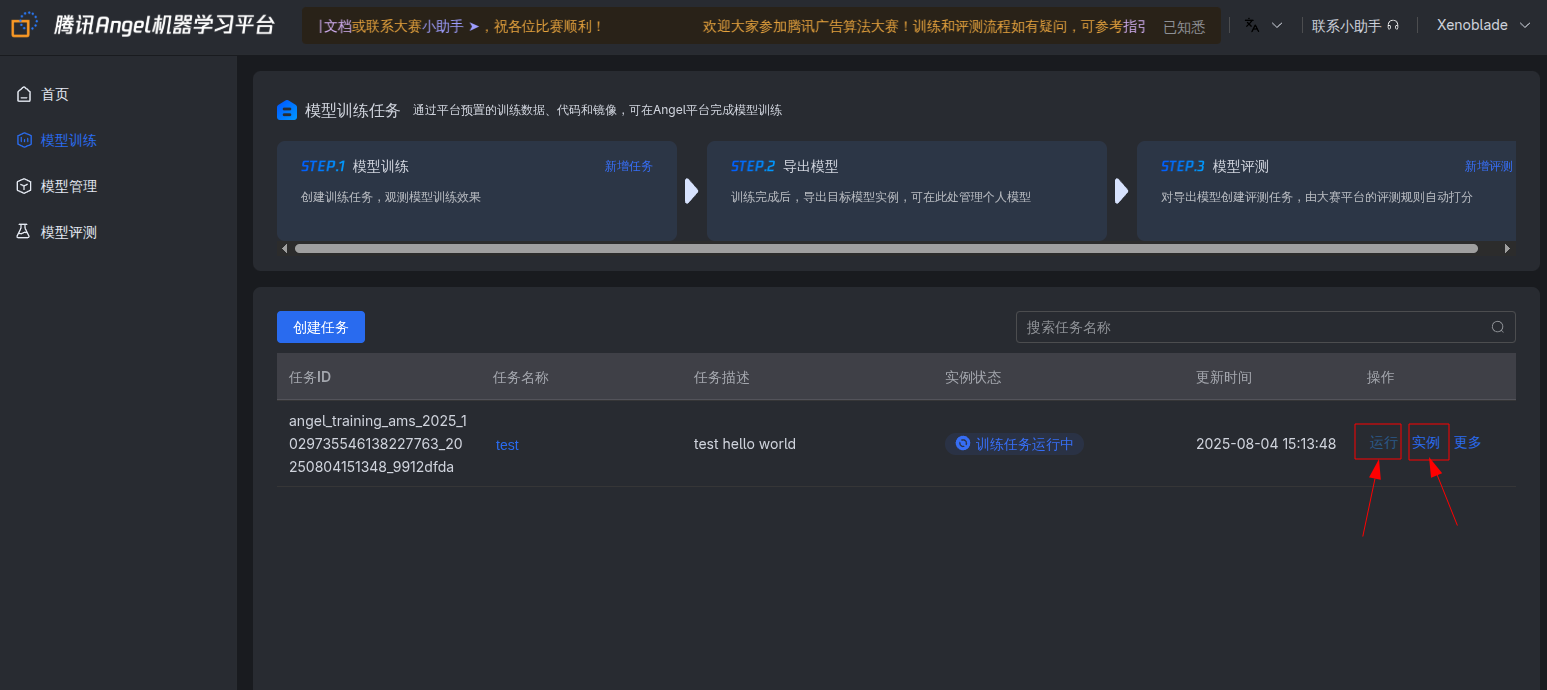 腾讯Angel机器学习平台
文档或联系大赛小助手 ➤，祝各位比赛顺利！
欢迎大家参加腾讯广告算法大赛！训练和评测流程如有疑问，可参考指引
已知悉
联系小助手
Xenoblade
首页
模型训练
模型管理
模型评测
模型训练任务 通过平台预置的训练数据、代码和镜像，可在Angel平台完成模型训练
STEP.1 模型训练 新增任务
创建训练任务，观测模型训练效果
STEP.2 导出模型
训练完成后，导出目标模型实例，可在此处管理个人模型
STEP.3 模型评测 新增评测
对导出模型创建评测任务，由大赛平台的评测规则自动打分
创建任务
搜索任务名称
任务ID 任务名称 任务描述 实例状态 更新时间 操作
angel_training_ams_2025_1
029735546138227763_20
250804151348_9912dfda
test
test hello world
训练任务运行中
2025-08-04 15:13:48
运行 实例 更多